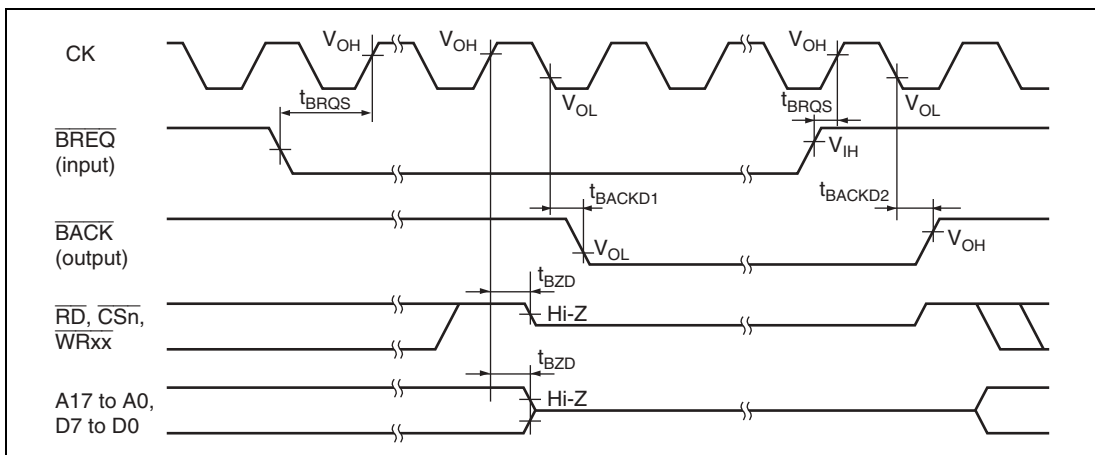 CK
V_OH
V_OH
V_OH
V_OL
V_OL
t_BRQS
t_BRQS
BREQ
(input)
V_IH
t_BACKD1
t_BACKD2
BACK
(output)
V_OL
V_OH
t_BZD
RD, CSn,
WRxx
Hi-Z
t_BZD
A17 to A0,
D7 to D0
Hi-Z